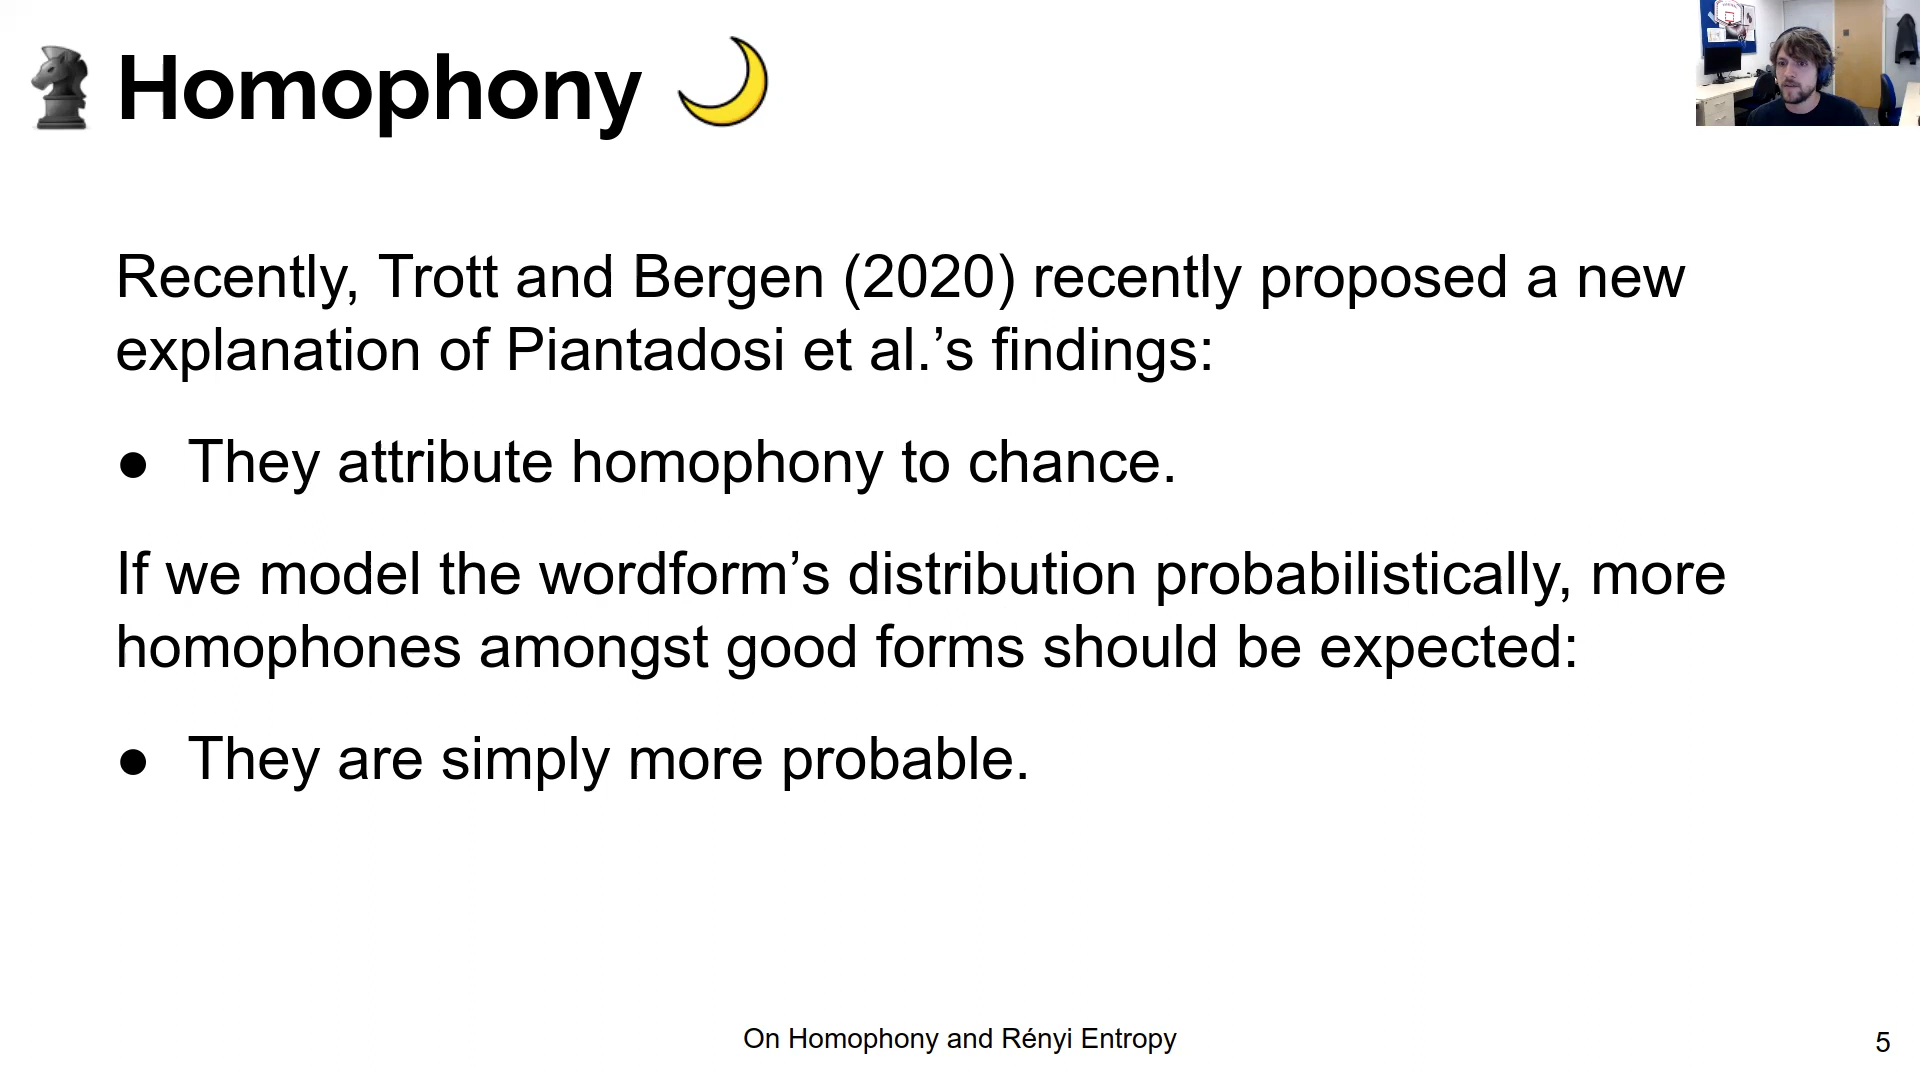 Homophony
Recently, Trott and Bergen (2020) recently proposed a new
explanation of Piantadosi et al.’s findings:
● They attribute homophony to chance.
If we model the wordform’s distribution probabilistically, more
homophones amongst good forms should be expected:
● They are simply more probable.
On Homophony and Rényi Entropy
5